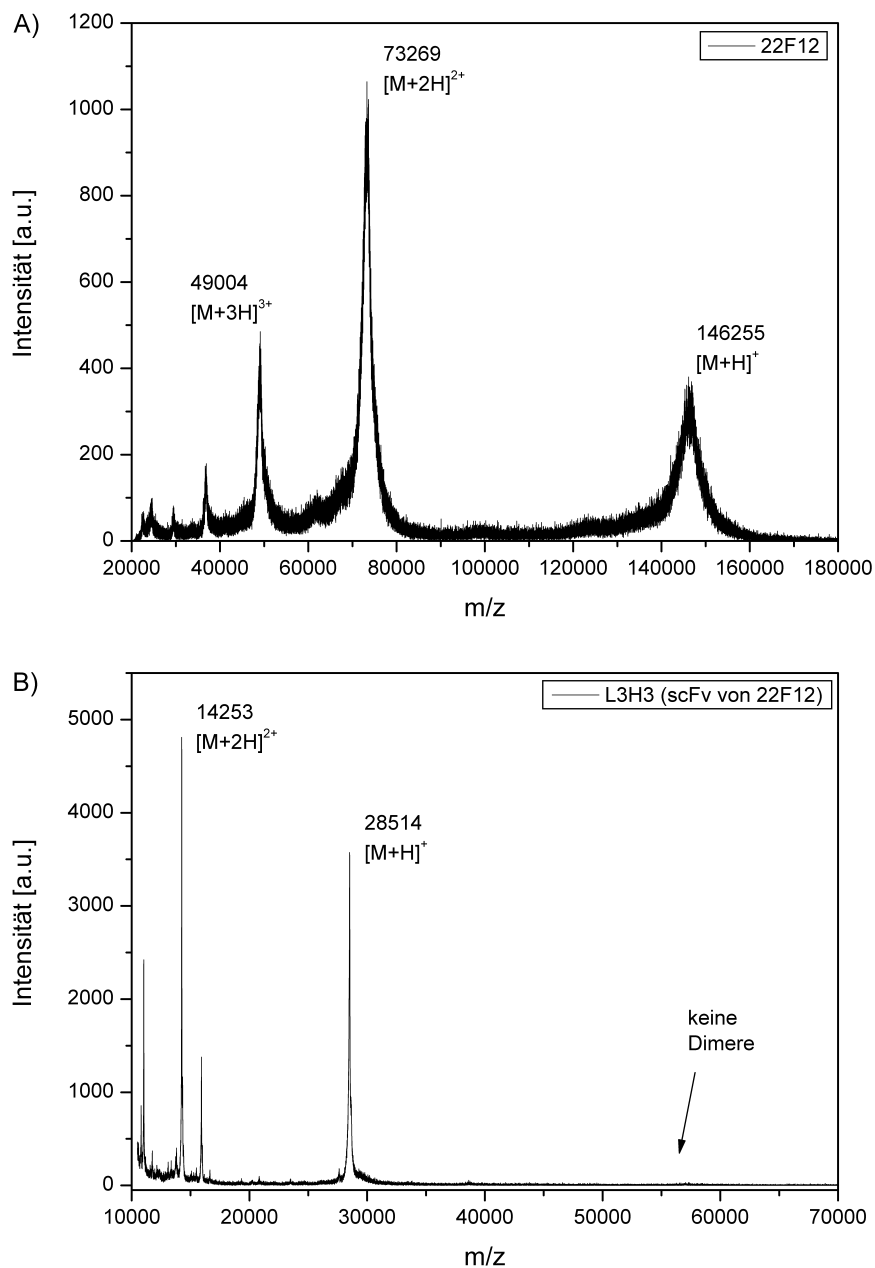 A)
22F12
73269
[M+2H]²⁺
49004
[M+3H]³⁺
146255
[M+H]⁺
Intensität [a.u.]
1200
1000
800
600
400
200
0
20000 40000 60000 80000 100000 120000 140000 160000 180000
m/z
B)
L3H3 (scFv von 22F12)
14253
[M+2H]²⁺
28514
[M+H]⁺
keine
Dimere
Intensität [a.u.]
5000
4000
3000
2000
1000
0
10000 20000 30000 40000 50000 60000 70000
m/z